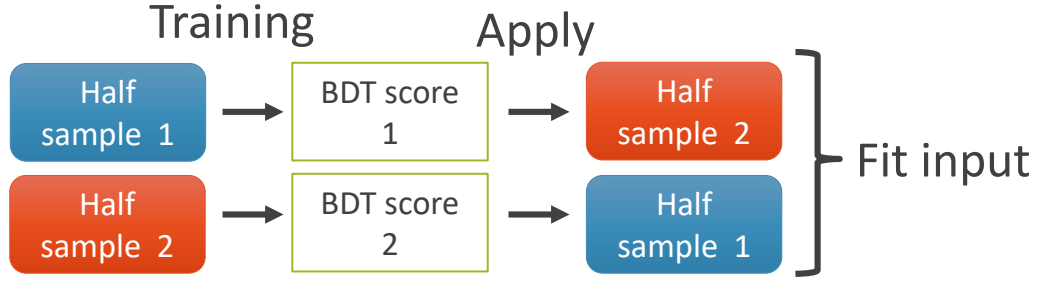 Training
Apply
Half
sample 1
BDT score
1
Half
sample 2
Half
sample 2
BDT score
2
Half
sample 1
Fit input